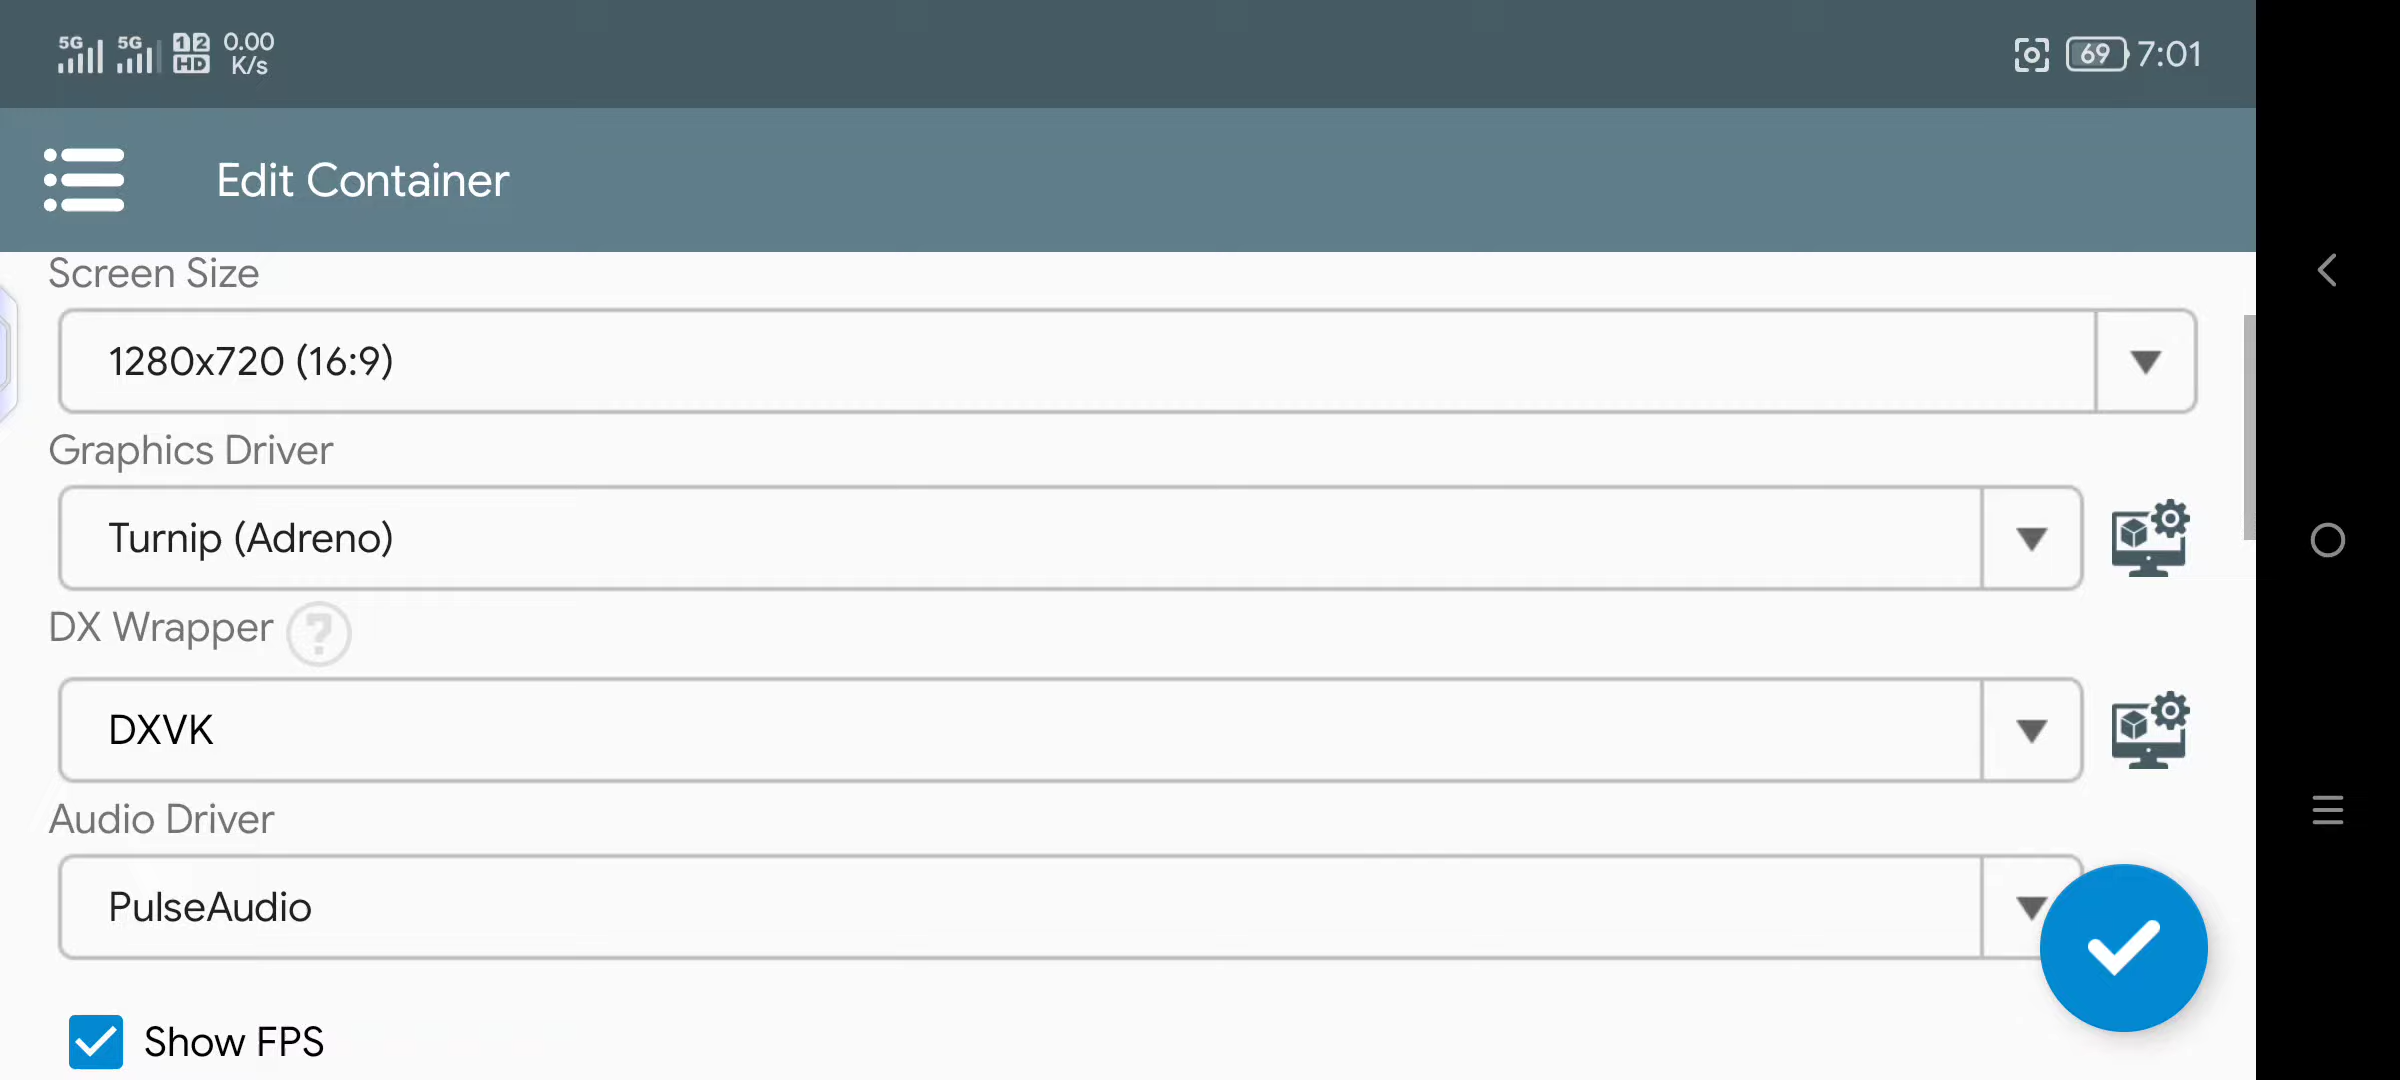 5G 5G 12 HD 0.00 K/s 69 7:01
Edit Container
Screen Size
1280x720 (16:9)
Graphics Driver
Turnip (Adreno)
DX Wrapper ?
DXVK
Audio Driver
PulseAudio
Show FPS